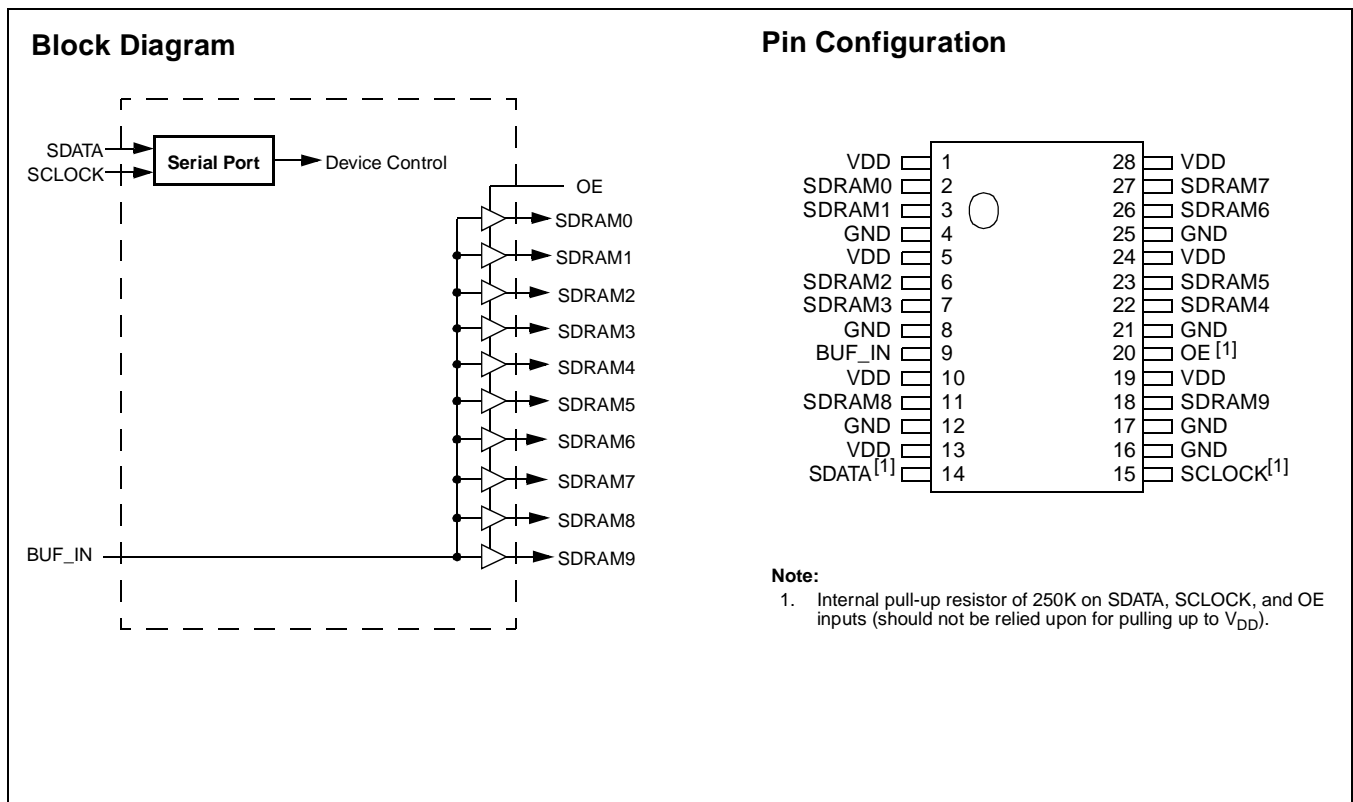 Block Diagram
SDATA
SCLOCK
Serial Port
Device Control
OE
SDRAM0
SDRAM1
SDRAM2
SDRAM3
SDRAM4
SDRAM5
SDRAM6
SDRAM7
SDRAM8
BUF_IN
SDRAM9
Pin Configuration
VDD 1 28 VDD
SDRAM0 2 27 SDRAM7
SDRAM1 3 26 SDRAM6
GND 4 25 GND
VDD 5 24 VDD
SDRAM2 6 23 SDRAM5
SDRAM3 7 22 SDRAM4
GND 8 21 GND
BUF_IN 9 20 OE [1]
VDD 10 19 VDD
SDRAM8 11 18 SDRAM9
GND 12 17 GND
VDD 13 16 GND
SDATA [1] 14 15 SCLOCK[1]
Note:
1. Internal pull-up resistor of 250K on SDATA, SCLOCK, and OE
inputs (should not be relied upon for pulling up to VDD).